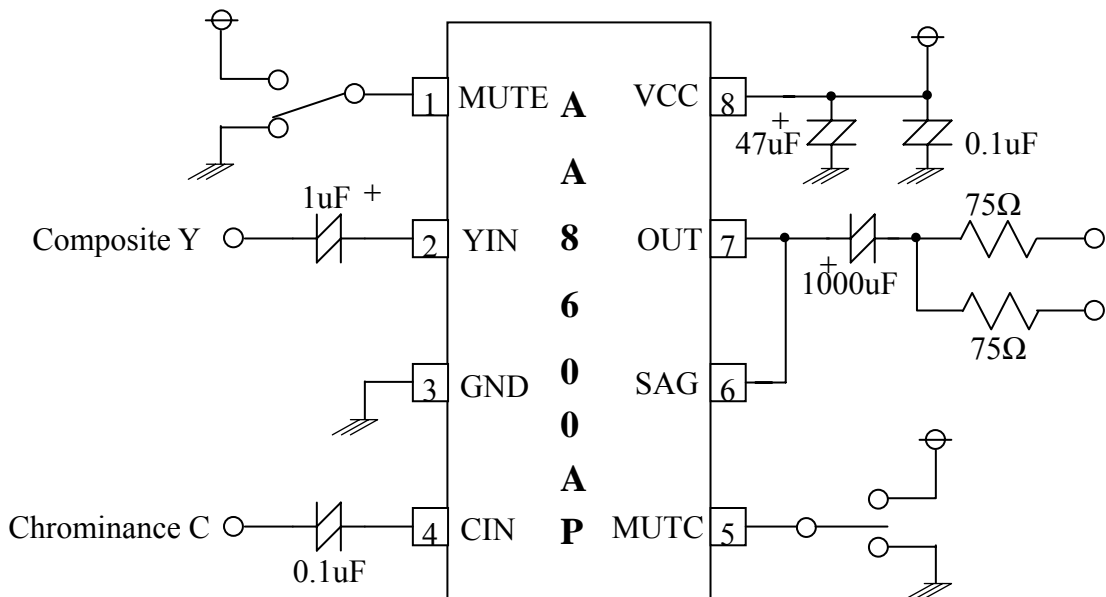 1 MUTE
VCC 8
A
A
8
6
0
0
A
P
+
47uF
0.1uF
1uF +
Composite Y
2 YIN
OUT 7
+
1000uF
75Ω
75Ω
3 GND
SAG 6
Chrominance C
0.1uF
4 CIN
MUTC 5